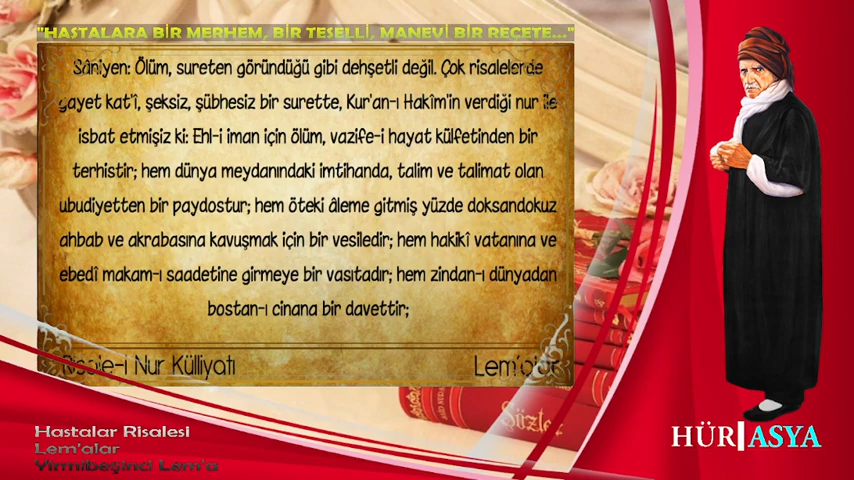 "HASTALARA BİR MERHEM, BİR TESELLİ, MANEVİ BİR REÇETE..."
Sâniyen: Ölüm, sureten göründüğü gibi dehşetli değil. Çok risalelerde
gayet kat'î, şeksiz, şübhesiz bir surette, Kur'an-ı Hakîm'in verdiği nur ile
isbat etmişiz ki: Ehl-i iman için ölüm, vazife-i hayat külfetinden bir
terhistir; hem dünya meydanındaki imtihanda, talim ve talimat olan
ubudiyetten bir paydostur; hem öteki âleme gitmiş yüzde doksandokuz
ahbab ve akrabasına kavuşmak için bir vesiledir; hem hakikî vatanına ve
ebedî makam-ı saadetine girmeye bir vasıtadır; hem zindan-ı dünyadan
bostan-ı cinana bir davettir;
Risale-i Nur Külliyatı
Lem'alar
Sözler
Hastalar Risalesi
Lem'alar
Yirmibeşinci Lem'a
HÜR ASYA